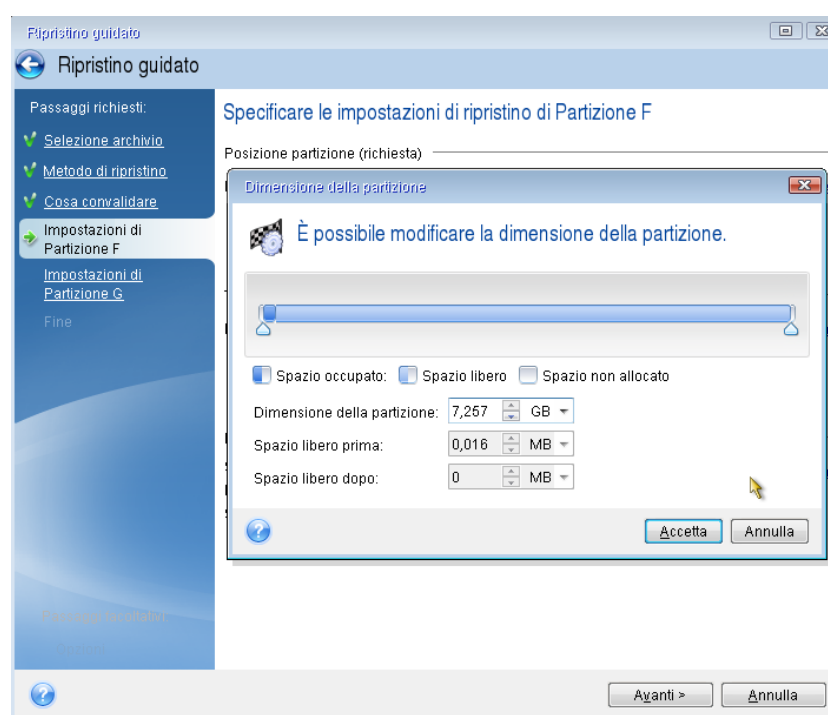 Ripristino guidato
Ripristino guidato
Passaggi richiesti:
Selezione archivio
Metodo di ripristino
Cosa convalidare
Impostazioni di
Partizione F
Impostazioni di
Partizione G
Fine
Specificare le impostazioni di ripristino di Partizione F
Posizione partizione (richiesta)
Dimensione della partizione
È possibile modificare la dimensione della partizione.
Spazio occupato: Spazio libero Spazio non allocato
Dimensione della partizione: 7,257 GB
Spazio libero prima: 0,016 MB
Spazio libero dopo: 0 MB
Accetta Annulla
Avanti > Annulla